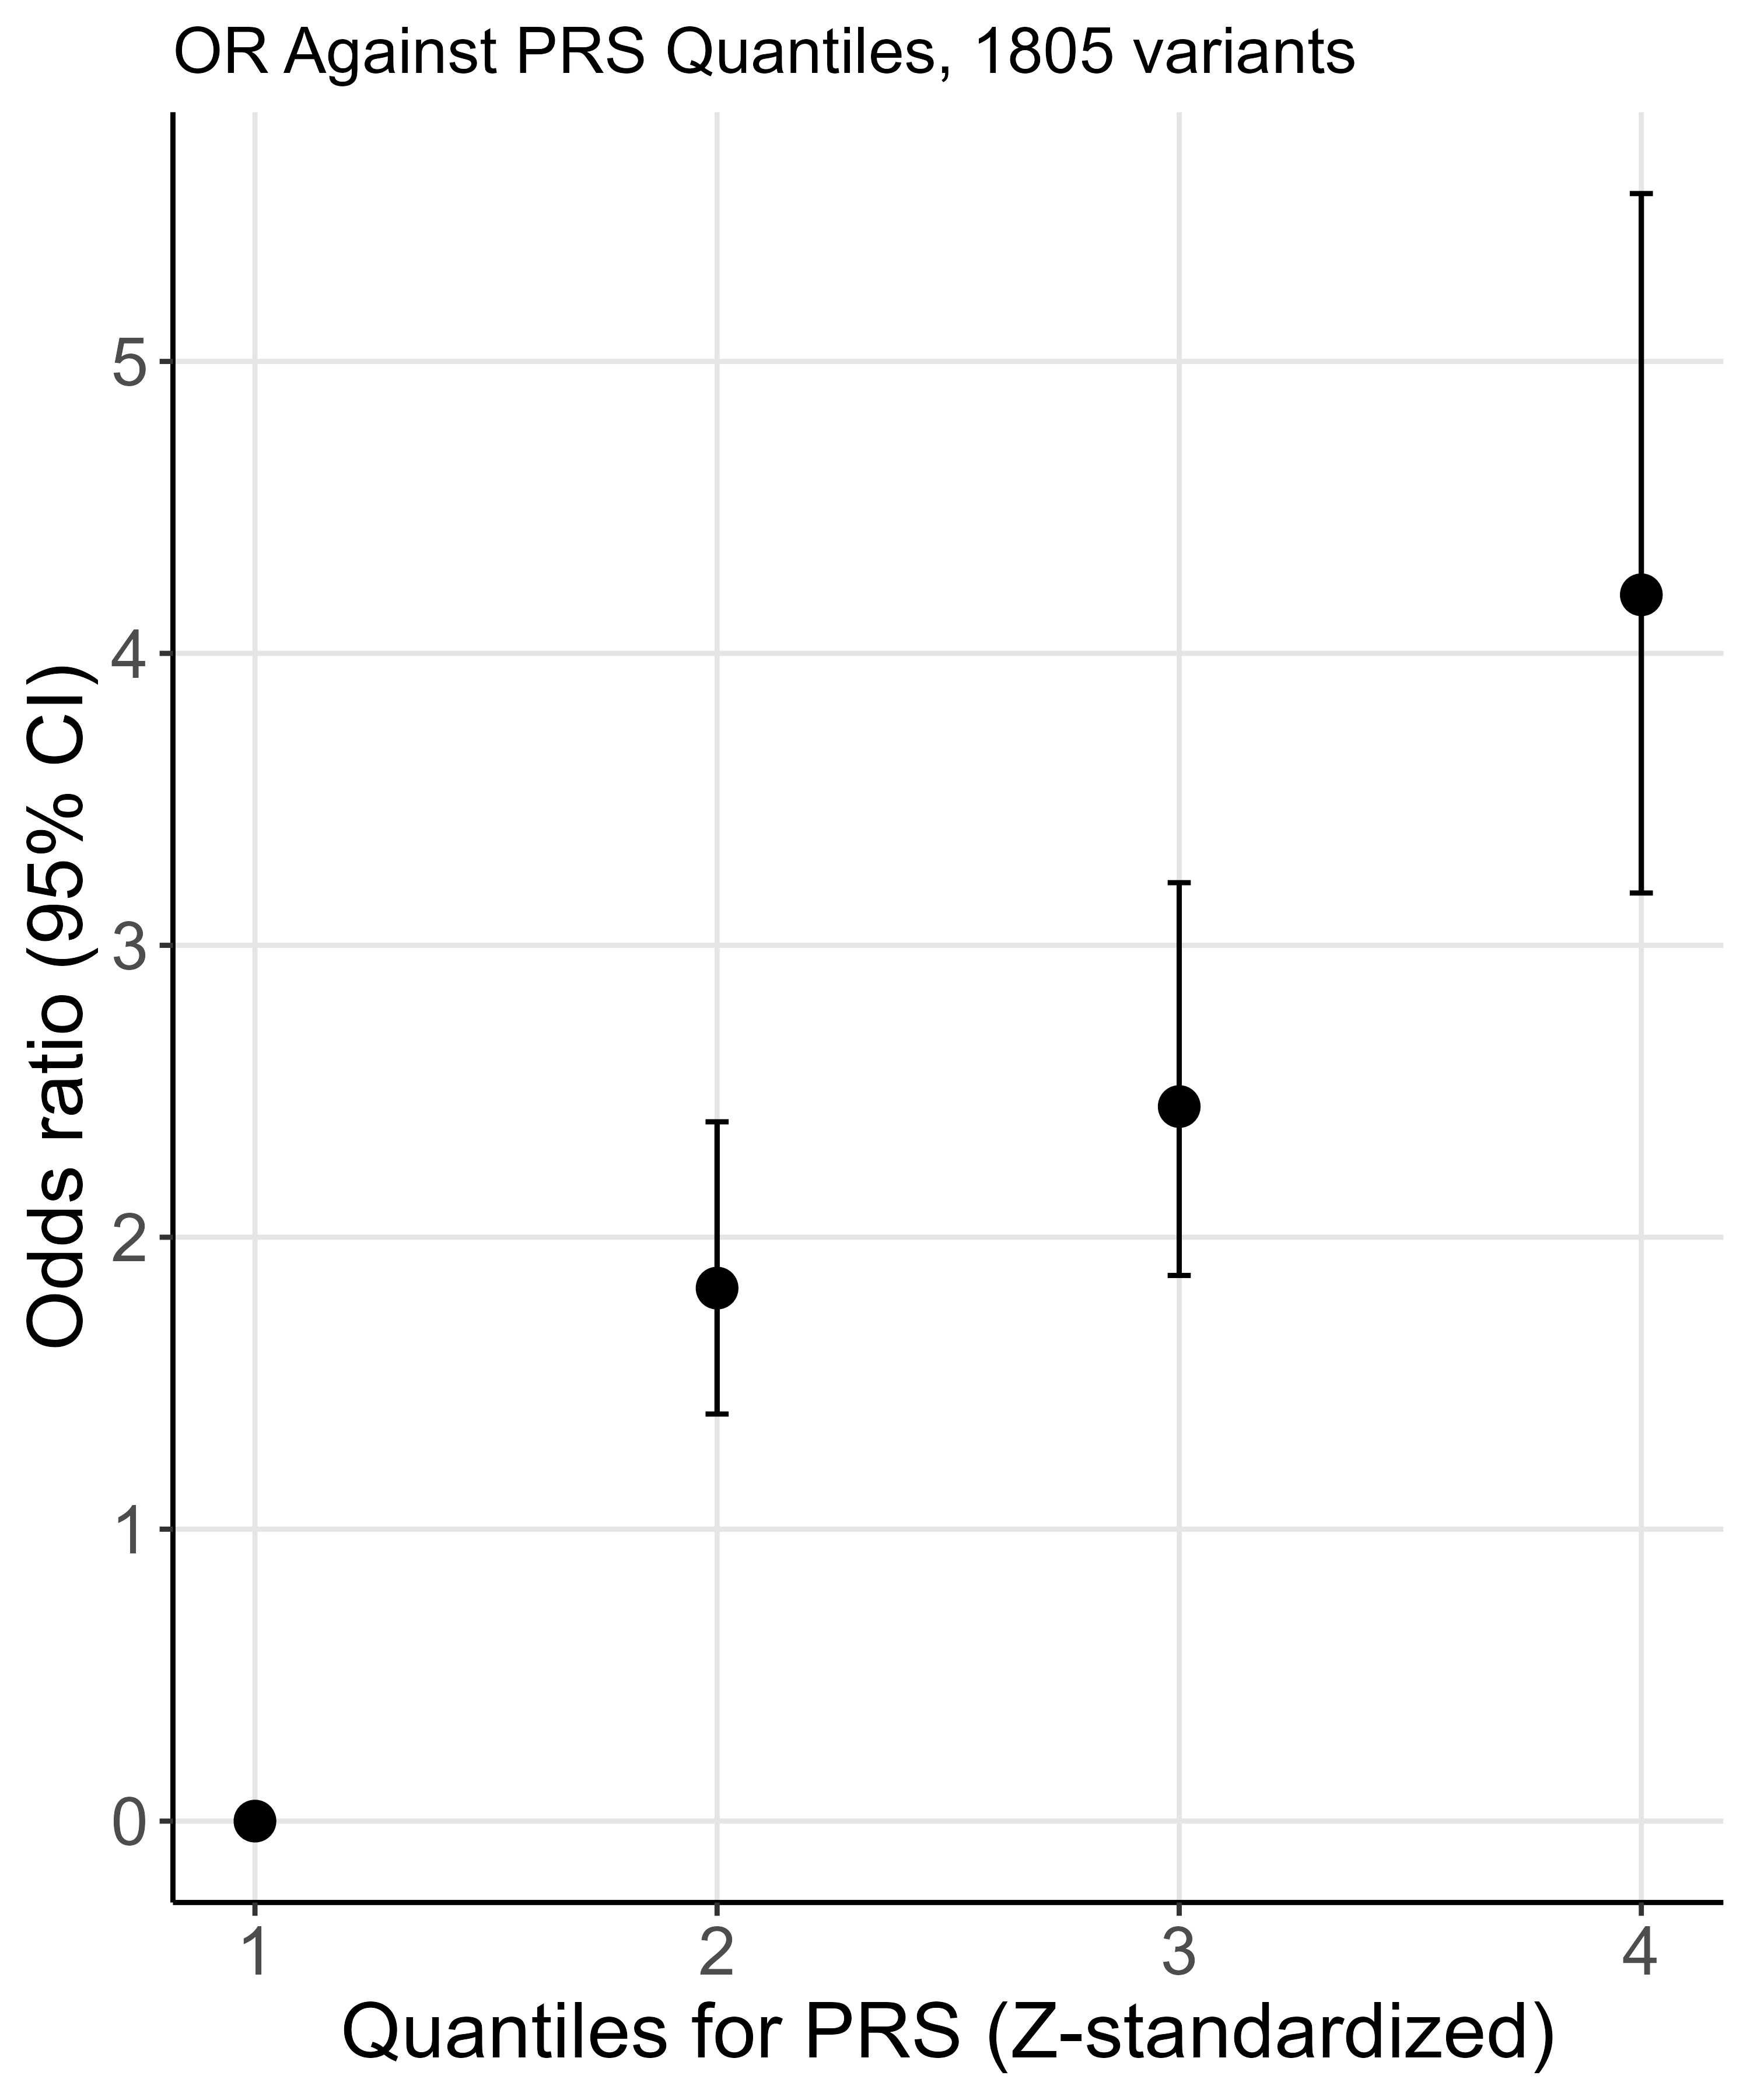 OR Against PRS Quantiles, 1805 variants
Odds ratio (95% CI)
5
4
3
2
1
0
1 2 3 4
Quantiles for PRS (Z-standardized)